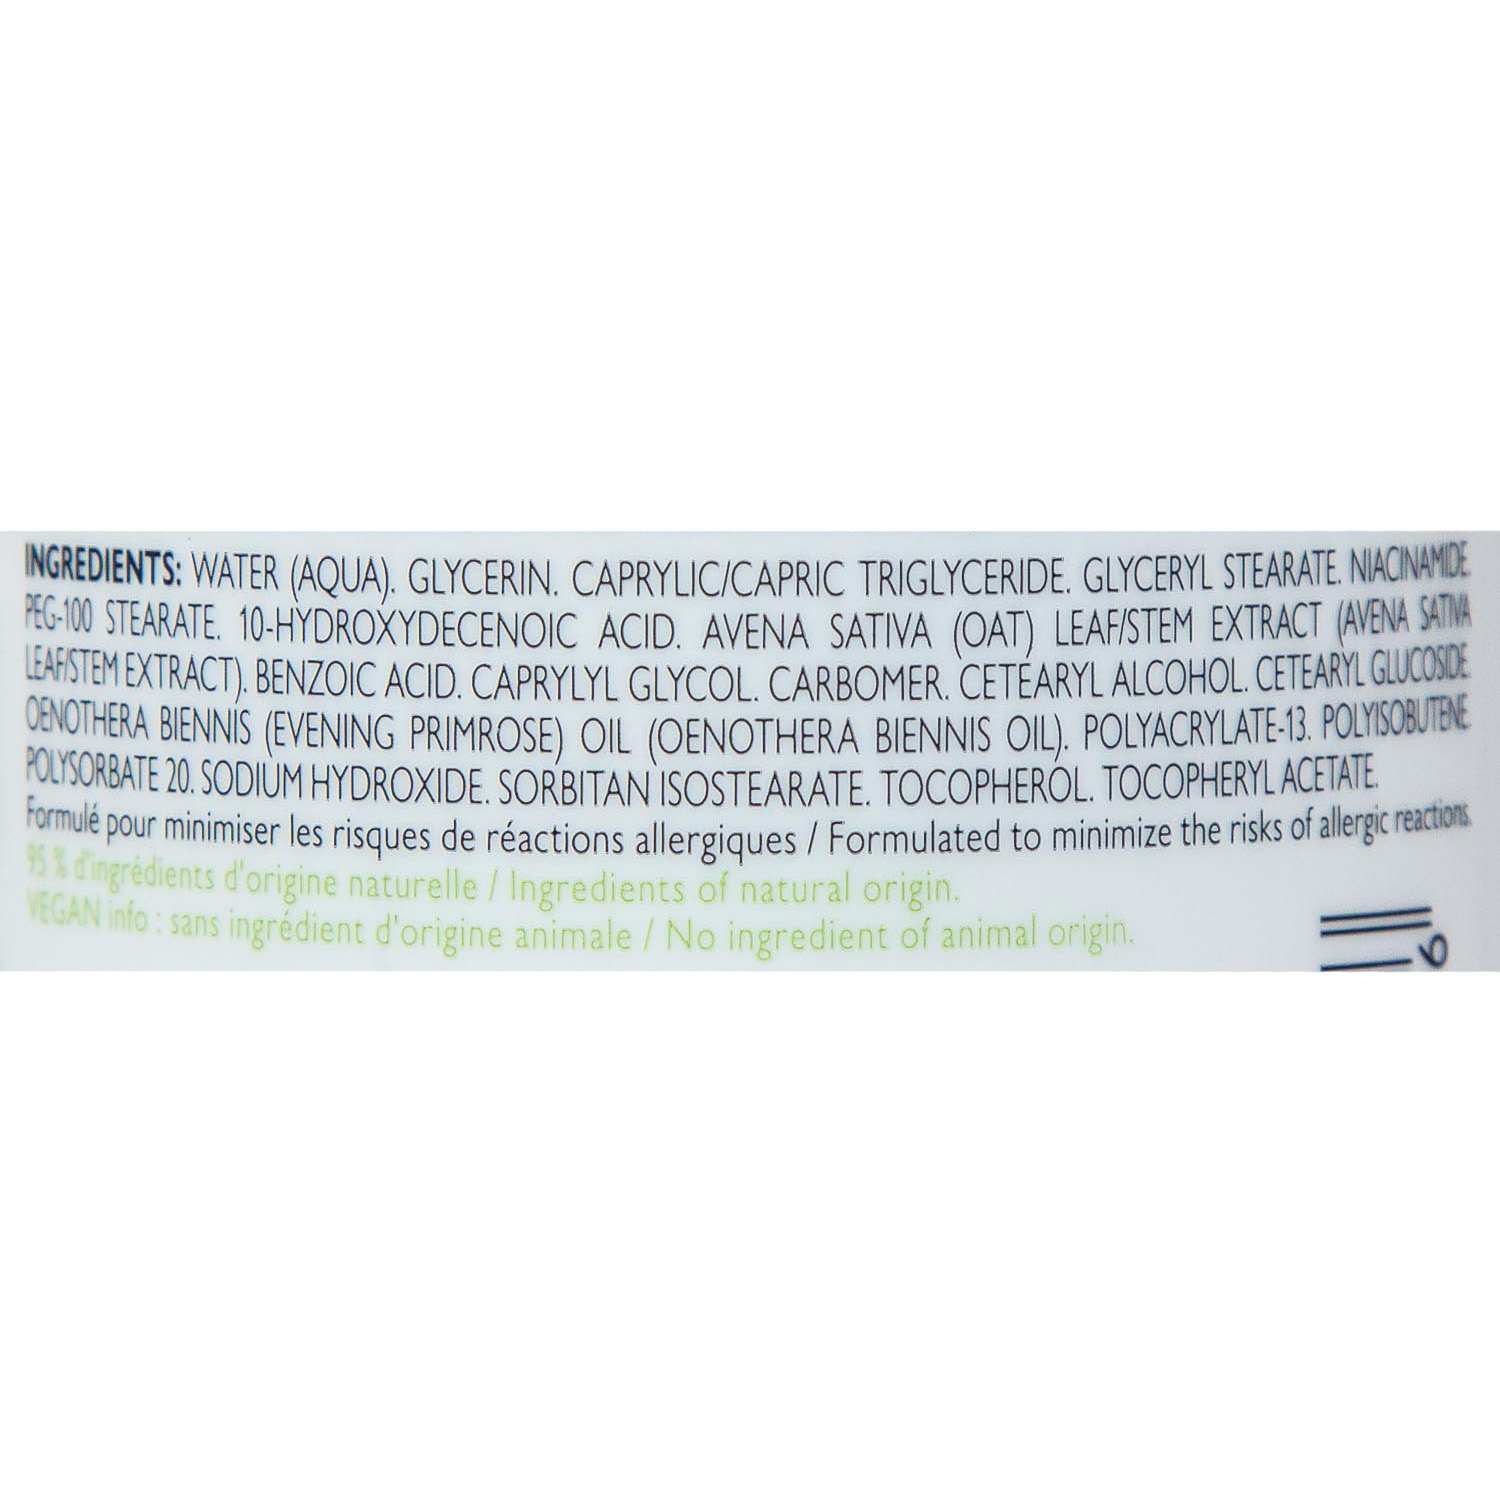 INGREDIENTS: WATER (AQUA). GLYCERIN. CAPRYLIC/CAPRIC TRIGLYCERIDE. GLYCERYL STEARATE. NIACINAMIDE.
PEG-100 STEARATE. 10-HYDROXYDECENOIC ACID. AVENA SATIVA (OAT) LEAF/STEM EXTRACT (AVENA SATIVA
LEAF/STEM EXTRACT). BENZOIC ACID. CAPRYLYL GLYCOL. CARBOMER. CETEARYL ALCOHOL. CETEARYL GLUCOSIDE.
OENOTHERA BIENNIS (EVENING PRIMROSE) OIL (OENOTHERA BIENNIS OIL). POLYACRYLATE-13. POLYISOBUTENE.
POLYSORBATE 20. SODIUM HYDROXIDE. SORBITAN ISOSTEARATE. TOCOPHEROL. TOCOPHERYL ACETATE.
Formulé pour minimiser les risques de réactions allergiques / Formulated to minimize the risks of allergic reactions.
95 % d'ingrédients d'origine naturelle / Ingredients of natural origin.
VEGAN info : sans ingrédient d'origine animale / No ingredient of animal origin.
9